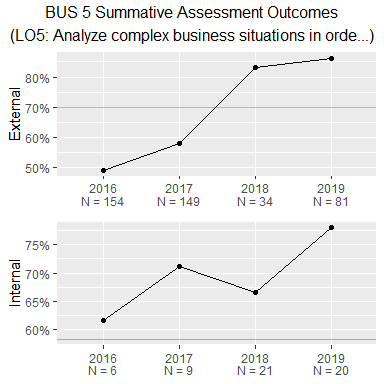 BUS 5 Summative Assessment Outcomes
(LO5: Analyze complex business situations in orde...)
External
80%
70%
60%
50%
2016 2017 2018 2019
N = 154 N = 149 N = 34 N = 81
Internal
75%
70%
65%
60%
2016 2017 2018 2019
N = 6 N = 9 N = 21 N = 20